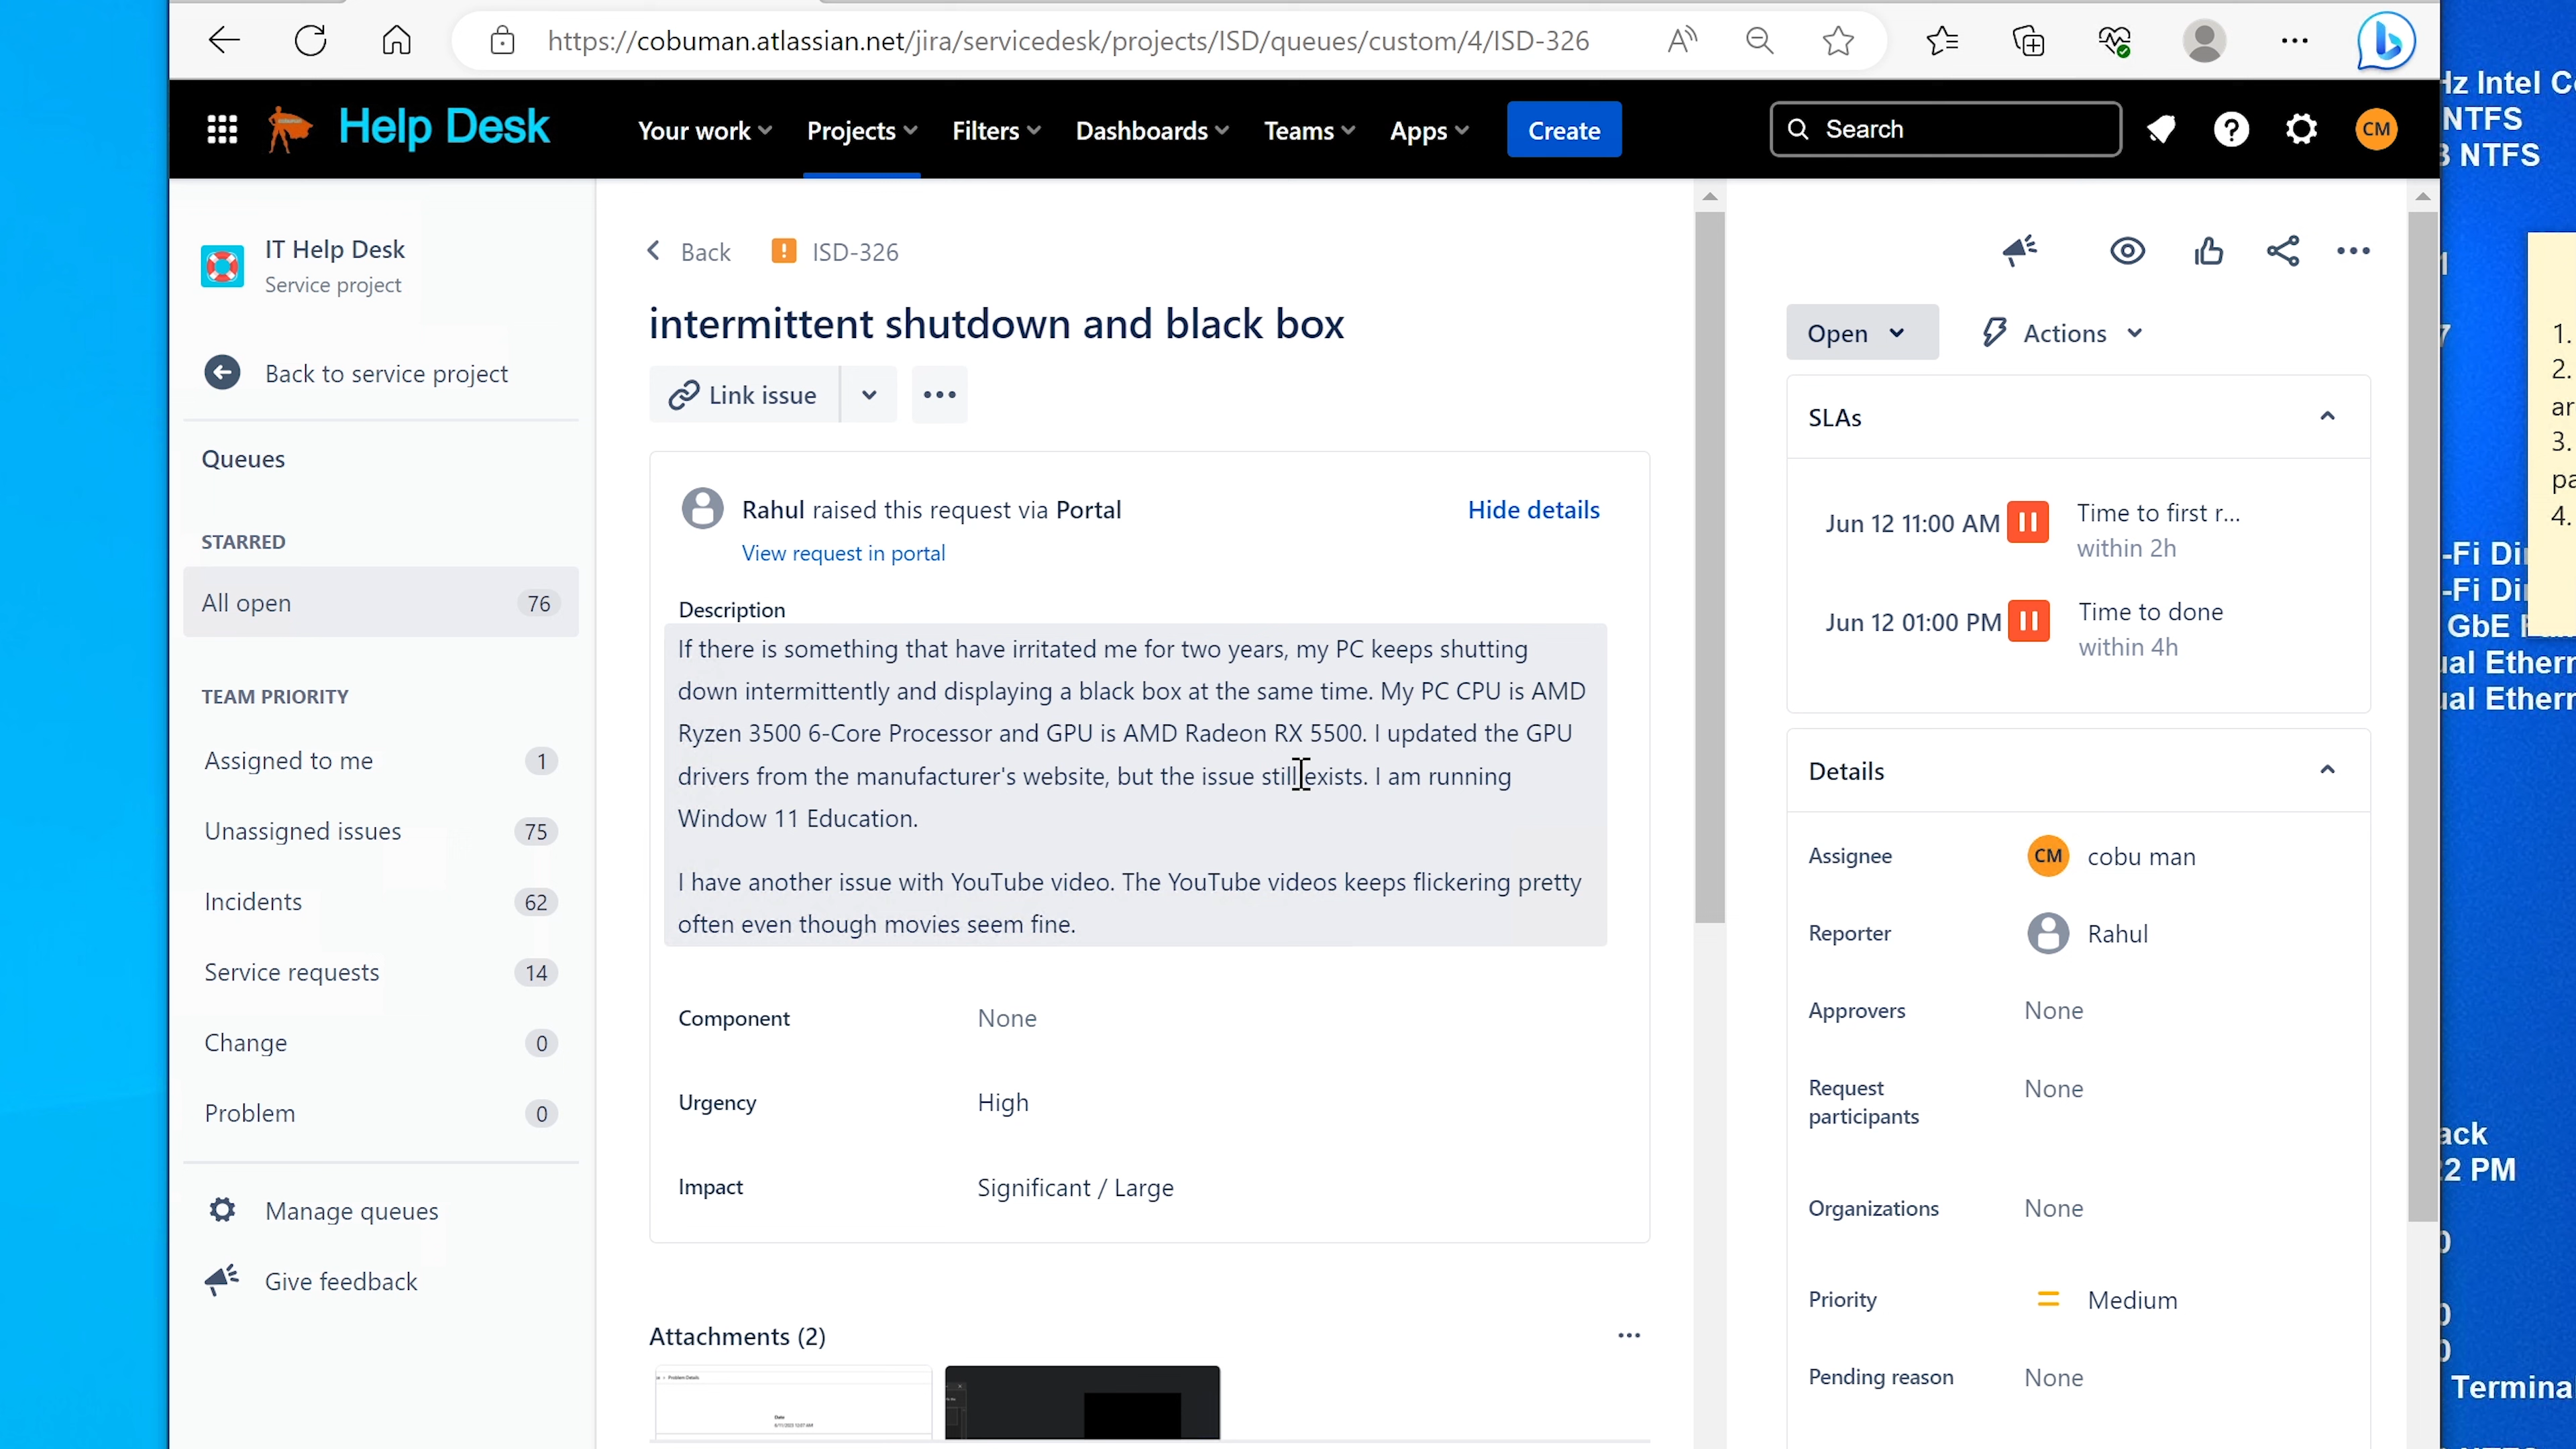 https://cobuman.atlassian.net/jira/servicedesk/projects/ISD/queues/custom/4/ISD-326
Help Desk
Your work
Projects
Filters
Dashboards
Teams
Apps
Create
Search
CM
IT Help Desk
Service project
Back to service project
Queues
STARRED
All open 76
TEAM PRIORITY
Assigned to me 1
Unassigned issues 75
Incidents 62
Service requests 14
Change 0
Problem 0
Manage queues
Give feedback
Back ISD-326
intermittent shutdown and black box
Link issue
Rahul raised this request via Portal
Hide details
View request in portal
Description
If there is something that have irritated me for two years, my PC keeps shutting
down intermittently and displaying a black box at the same time. My PC CPU is AMD
Ryzen 3500 6-Core Processor and GPU is AMD Radeon RX 5500. I updated the GPU
drivers from the manufacturer's website, but the issue still exists. I am running
Window 11 Education.
I have another issue with YouTube video. The YouTube videos keeps flickering pretty
often even though movies seem fine.
Component None
Urgency High
Impact Significant / Large
Attachments (2)
Problem Details
Date
Open
Actions
SLAs
Jun 12 11:00 AM Time to first r...
within 2h
Jun 12 01:00 PM Time to done
within 4h
Details
Assignee CM cobu man
Reporter Rahul
Approvers None
Request
participants None
Organizations None
Priority Medium
Pending reason None
Hz Intel C
NTFS
NTFS
1.
2.
ar
3.
pa
4.
-Fi Di
-Fi Di
GbE
ual Ethern
ual Ethern
ack
2 PM
Termina